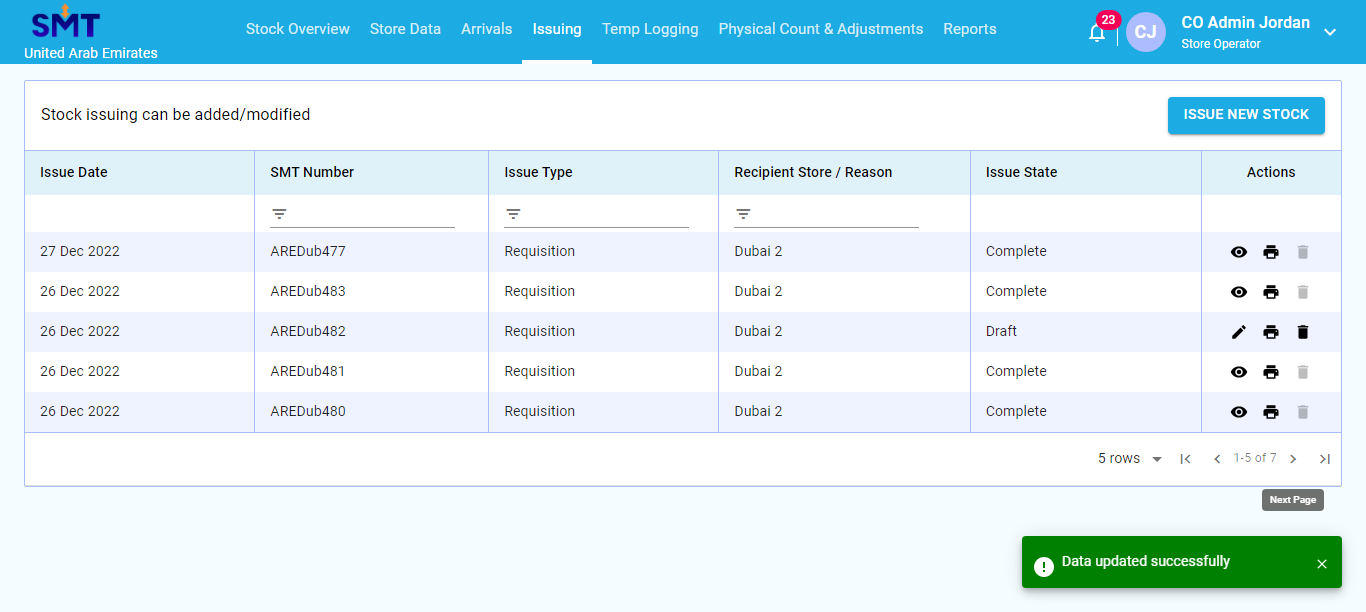 SMT
United Arab Emirates
Stock Overview Store Data Arrivals Issuing Temp Logging Physical Count & Adjustments Reports
23
CJ
CO Admin Jordan
Store Operator
Stock issuing can be added/modified
ISSUE NEW STOCK
Issue Date SMT Number Issue Type Recipient Store / Reason Issue State Actions
27 Dec 2022 AREDub477 Requisition Dubai 2 Complete
26 Dec 2022 AREDub483 Requisition Dubai 2 Complete
26 Dec 2022 AREDub482 Requisition Dubai 2 Draft
26 Dec 2022 AREDub481 Requisition Dubai 2 Complete
26 Dec 2022 AREDub480 Requisition Dubai 2 Complete
5 rows 1-5 of 7
Next Page
Data updated successfully